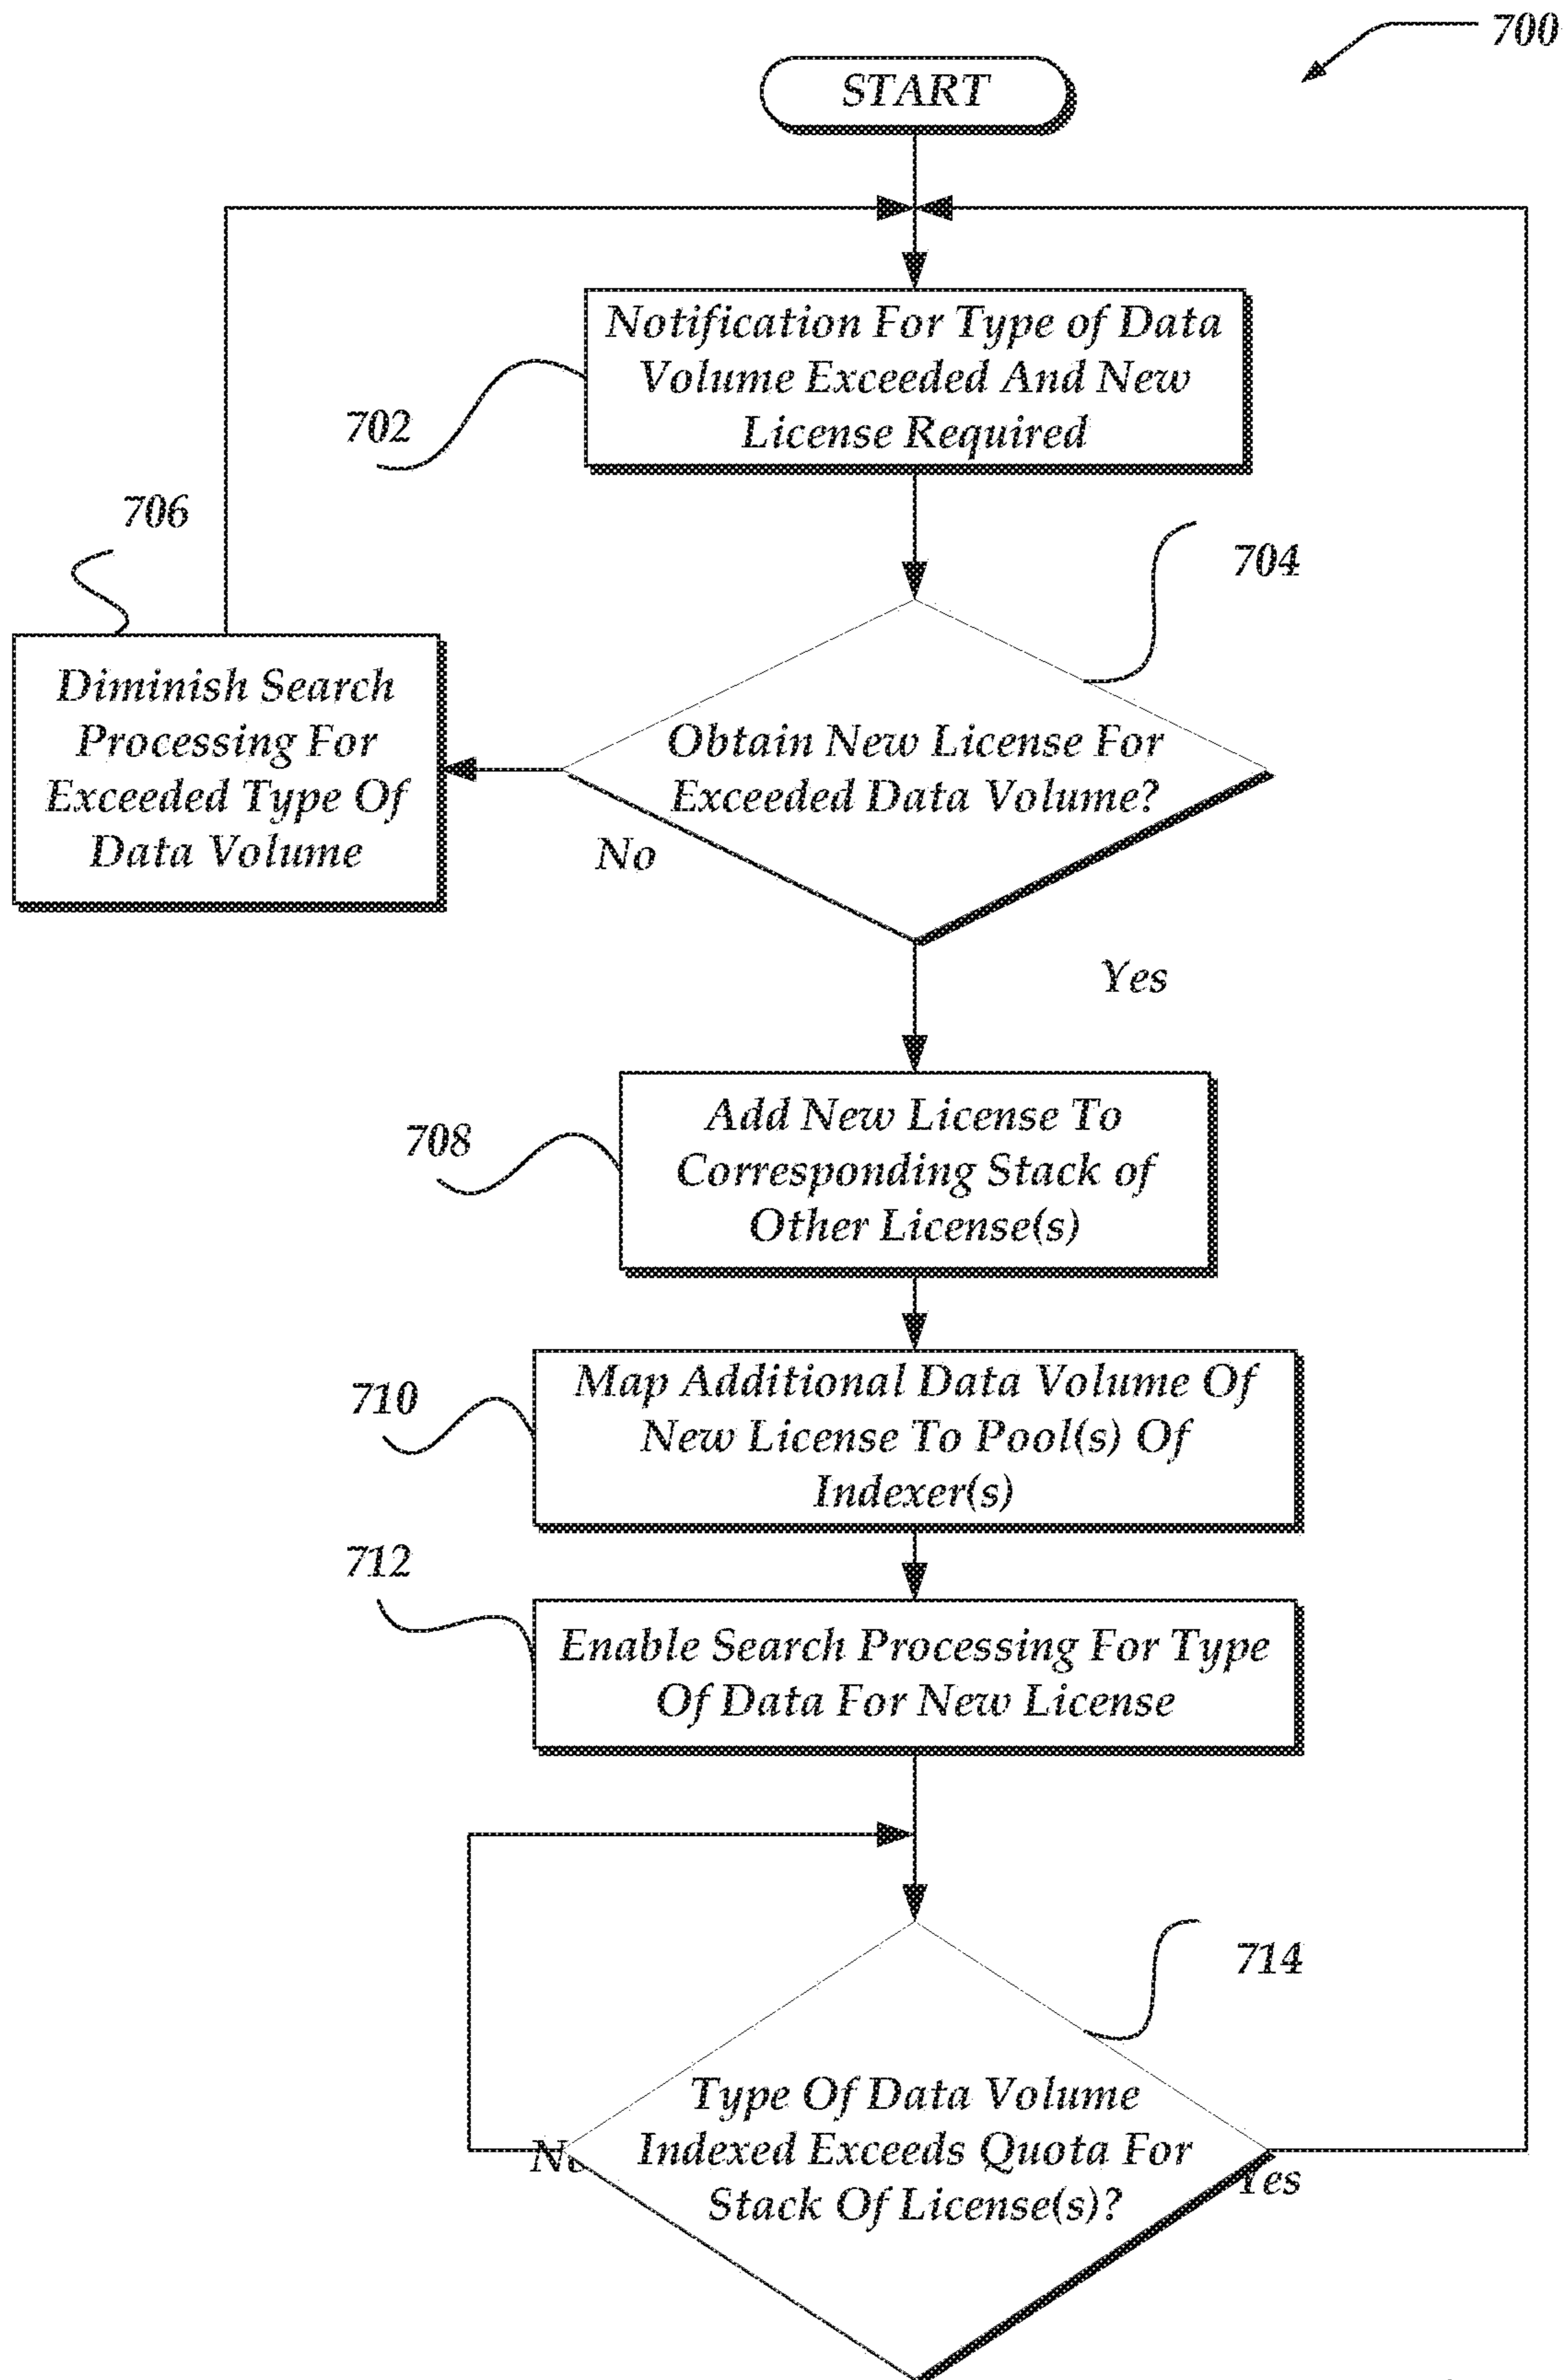 700
START
Notification For Type of Data
Volume Exceeded And New
License Required
702
706
704
Diminish Search
Processing For
Exceeded Type Of
Data Volume
Obtain New License For
Exceeded Data Volume?
No
Yes
Add New License To
Corresponding Stack of
Other License(s)
708
Map Additional Data Volume Of
New License To Pool(s) Of
Indexer(s)
710
712
Enable Search Processing For Type
Of Data For New License
714
Type Of Data Volume
Indexed Exceeds Quota For
Stack Of License(s)?
No
Yes